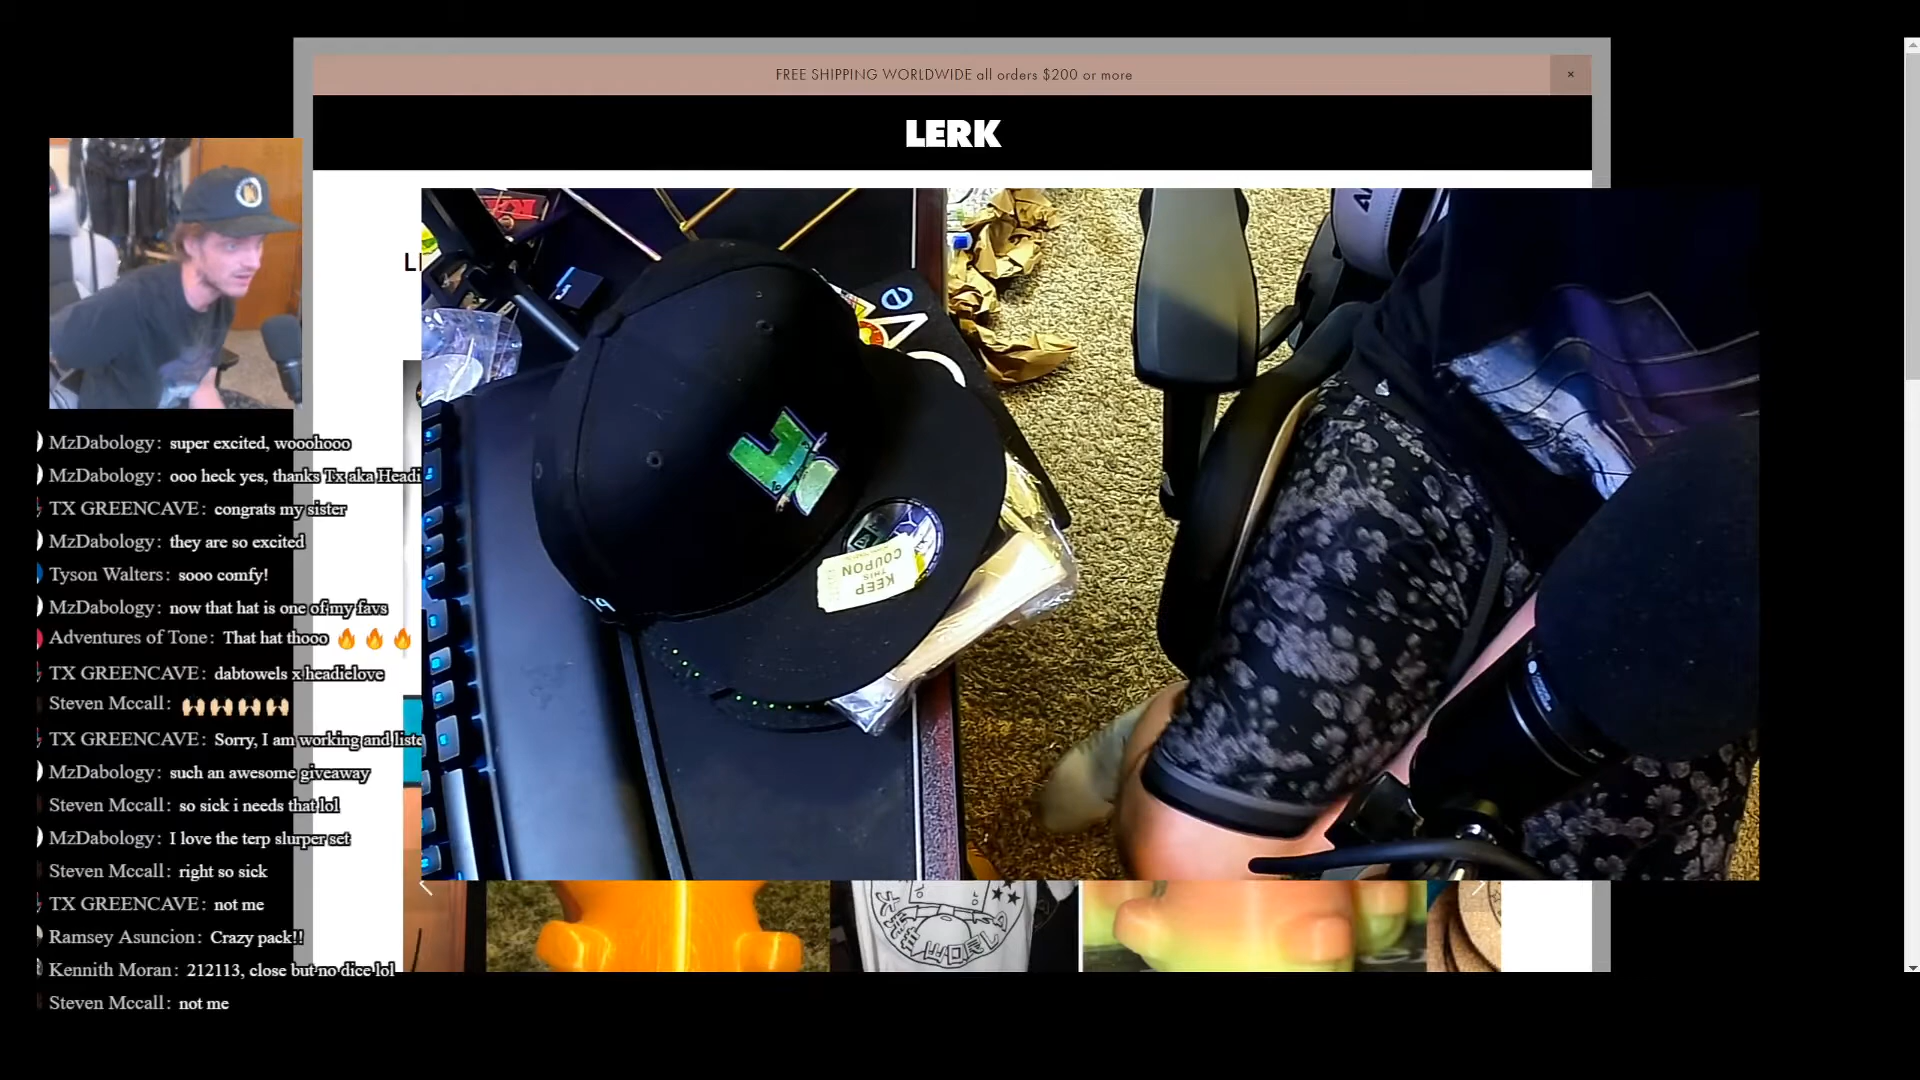 FREE SHIPPING WORLDWIDE all orders $200 or more
×
LERK
MzDabology: super excited, wooohooo
MzDabology: ooo heck yes, thanks Tx aka Headi
TX GREENCAVE: congrats my sister
MzDabology: they are so excited
Tyson Walters: sooo comfy!
MzDabology: now that hat is one of my favs
Adventures of Tone: That hat thooo 🔥 🔥 🔥
TX GREENCAVE: dabtowels x headielove
Steven Mccall: 🙌🏻🙌🏻🙌🏻🙌🏻
TX GREENCAVE: Sorry, I am working and liste
MzDabology: such an awesome giveaway
Steven Mccall: so sick i needs that lol
MzDabology: I love the terp slurper set
Steven Mccall: right so sick
TX GREENCAVE: not me
Ramsey Asuncion: Crazy pack!!
Kennith Moran: 212113, close but no dice lol
Steven Mccall: not me
KEEP
THIS
COUPON